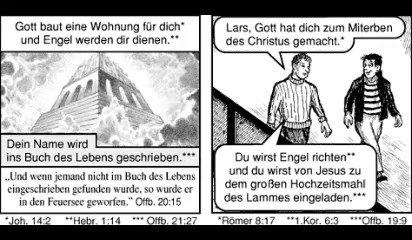 Gott baut eine Wohnung für dich*
und Engel werden dir dienen.**
Dein Name wird
ins Buch des Lebens geschrieben.***
„Und wenn jemand nicht im Buch des Lebens
eingeschrieben gefunden wurde, so wurde er
in den Feuersee geworfen.” Offb. 20:15
*Joh. 14:2 **Hebr. 1:14 *** Offb. 21:27
Lars, Gott hat dich zum Miterben
des Christus gemacht.*
Du wirst Engel richten**
und du wirst von Jesus zu
dem großen Hochzeitsmahl
des Lammes eingeladen.***
*Römer 8:17 **1.Kor. 6:3 ***Offb. 19:9